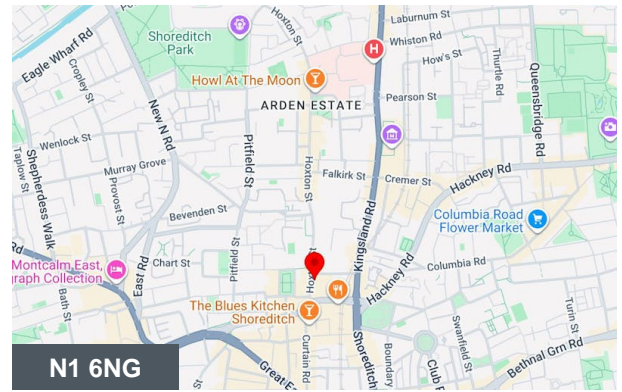 Eagle Wharf Rd
Shoreditch
Park
Hoxton St
Laburnum St
Whiston Rd
H
How's St
Thurtle Rd
Queensbridge Rd
Cropley St
New N Rd
Howl At The Moon
ARDEN ESTATE
Pearson St
Wenlock St
Pitfield St
Taplow St
Shepherdess Walk
Provost St
Murray Grove
Hoxton St
Falkirk St
Cremer St
Hackney Rd
Bevenden St
Kingsland Rd
Columbia Road
Flower Market
Montcalm East,
graph Collection
Chart St
East Rd
Pitfield St
Hackney Rd
Columbia Rd
Bath St
The Blues Kitchen
Shoreditch
Curtain Rd
Swanfield St
Turin St
Boundary
Club
Great
Shoreditch
Bethnal Grn Rd
N1 6NG